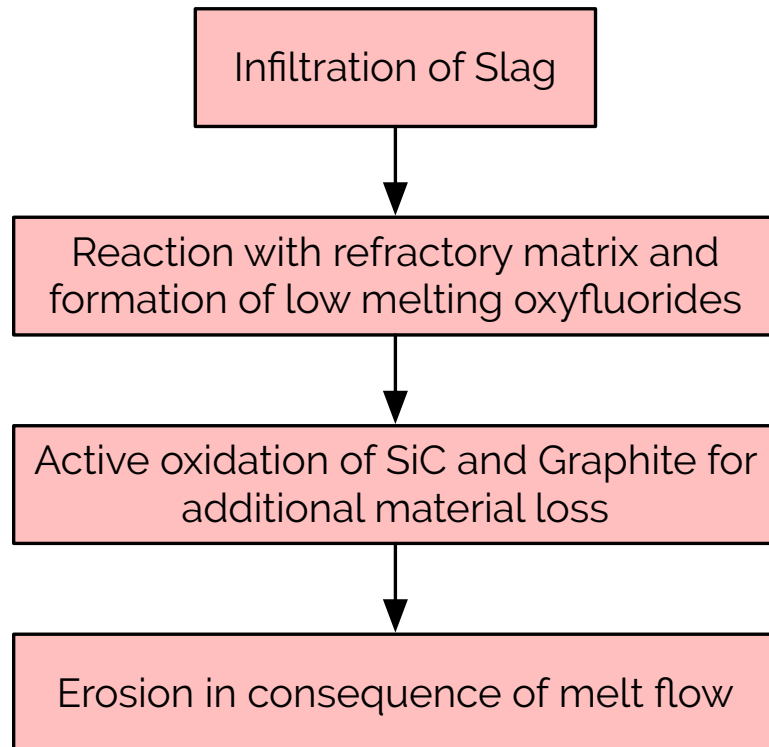 Infiltration of Slag
Reaction with refractory matrix and
formation of low melting oxyfluorides
Active oxidation of SiC and Graphite for
additional material loss
Erosion in consequence of melt flow